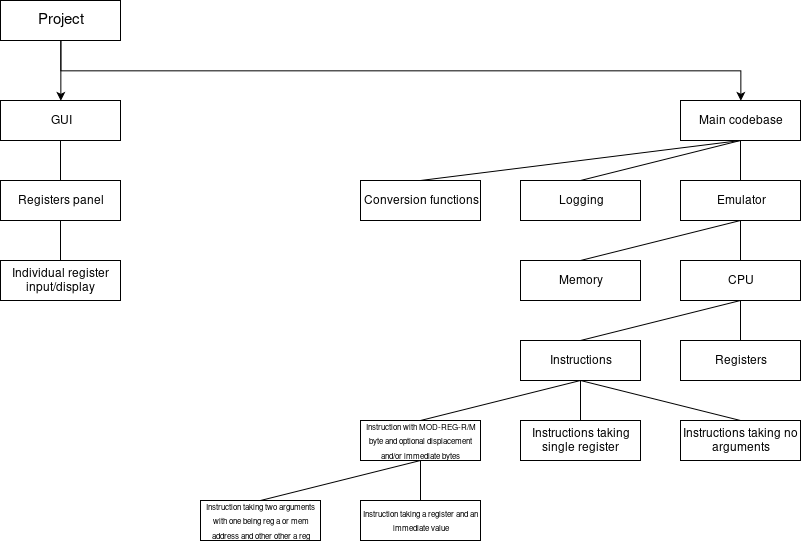 Project
GUI
Main codebase
Registers panel
Conversion functions
Logging
Emulator
Individual register
input/display
Memory
CPU
Instructions
Registers
Instruction with MOD-REG-R/M
byte and optional displacement
and/or immediate bytes
Instructions taking
single register
Instructions taking no
arguments
Instruction taking two arguments
with one being reg a or mem
address and other other a reg
Instruction taking a register and an
immediate value